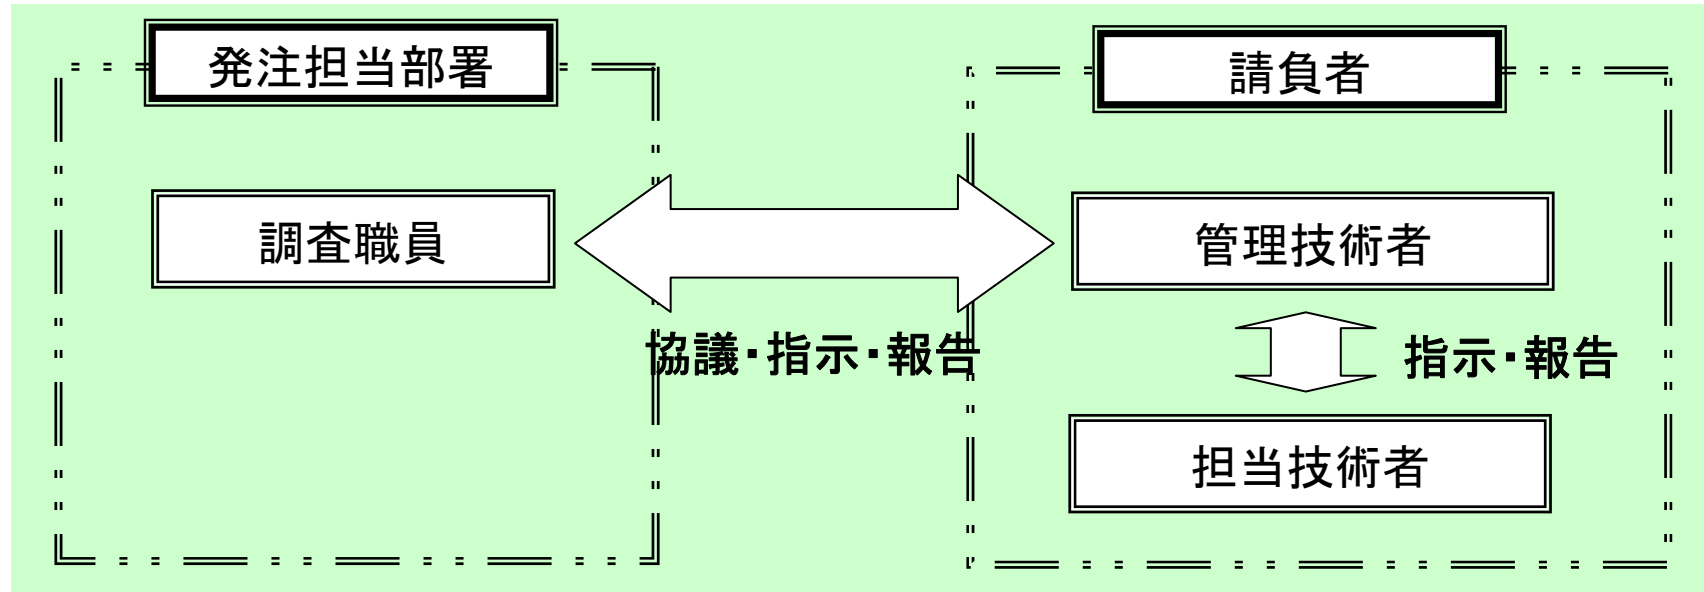 発注担当部署
請負者
調査職員
管理技術者
協議・指示・報告
指示・報告
担当技術者